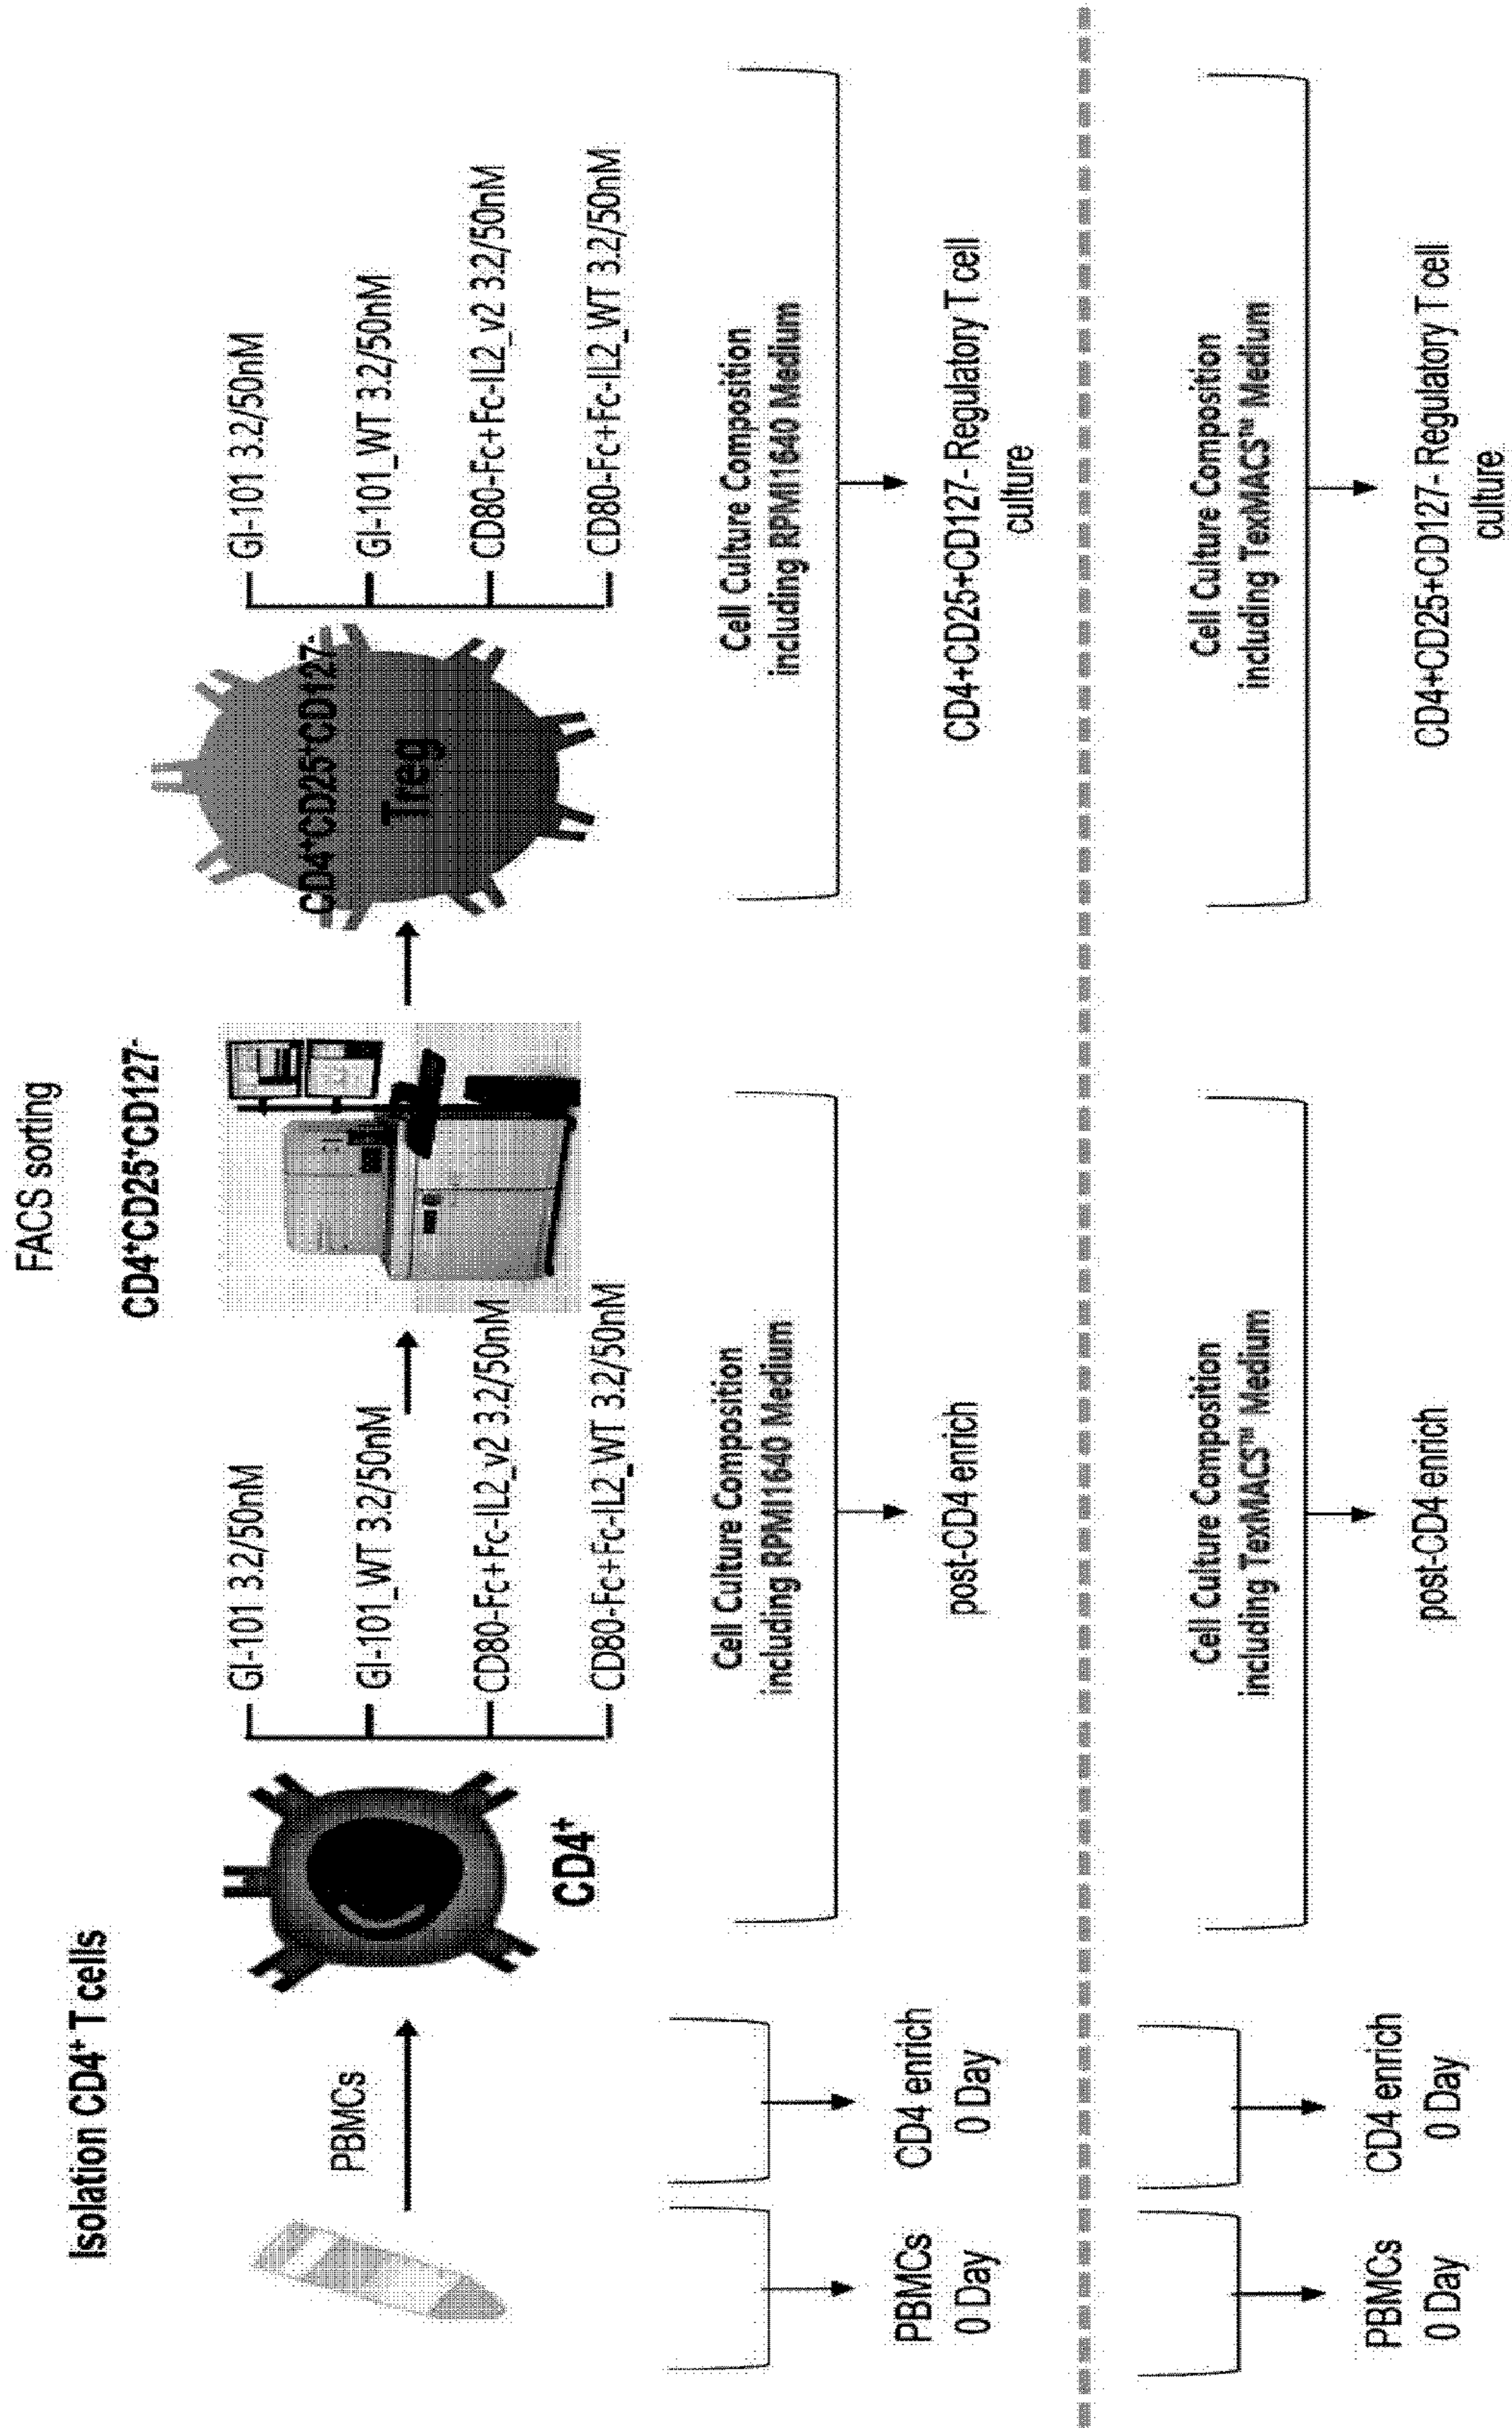 Isolation CD4⁺ T cells
FACS sorting
CD4⁺CD25⁺CD127⁻
PBMCs
CD4⁺
GI-101 3.2/50nM
GI-101_WT 3.2/50nM
CD80-Fc+Fc-IL2_v2 3.2/50nM
CD80-Fc+Fc-IL2_WT 3.2/50nM
CD4⁺CD25⁺CD127⁻
Treg
GI-101 3.2/50nM
GI-101_WT 3.2/50nM
CD80-Fc+Fc-IL2_v2 3.2/50nM
CD80-Fc+Fc-IL2_WT 3.2/50nM
PBMCs
0 Day
CD4 enrich
0 Day
Cell Culture Composition
including RPMI1640 Medium
post-CD4 enrich
Cell Culture Composition
including RPMI1640 Medium
CD4+CD25+CD127- Regulatory T cell
culture
PBMCs
0 Day
CD4 enrich
0 Day
Cell Culture Composition
including TexMACS™ Medium
post-CD4 enrich
Cell Culture Composition
including TexMACS™ Medium
CD4+CD25+CD127- Regulatory T cell
culture